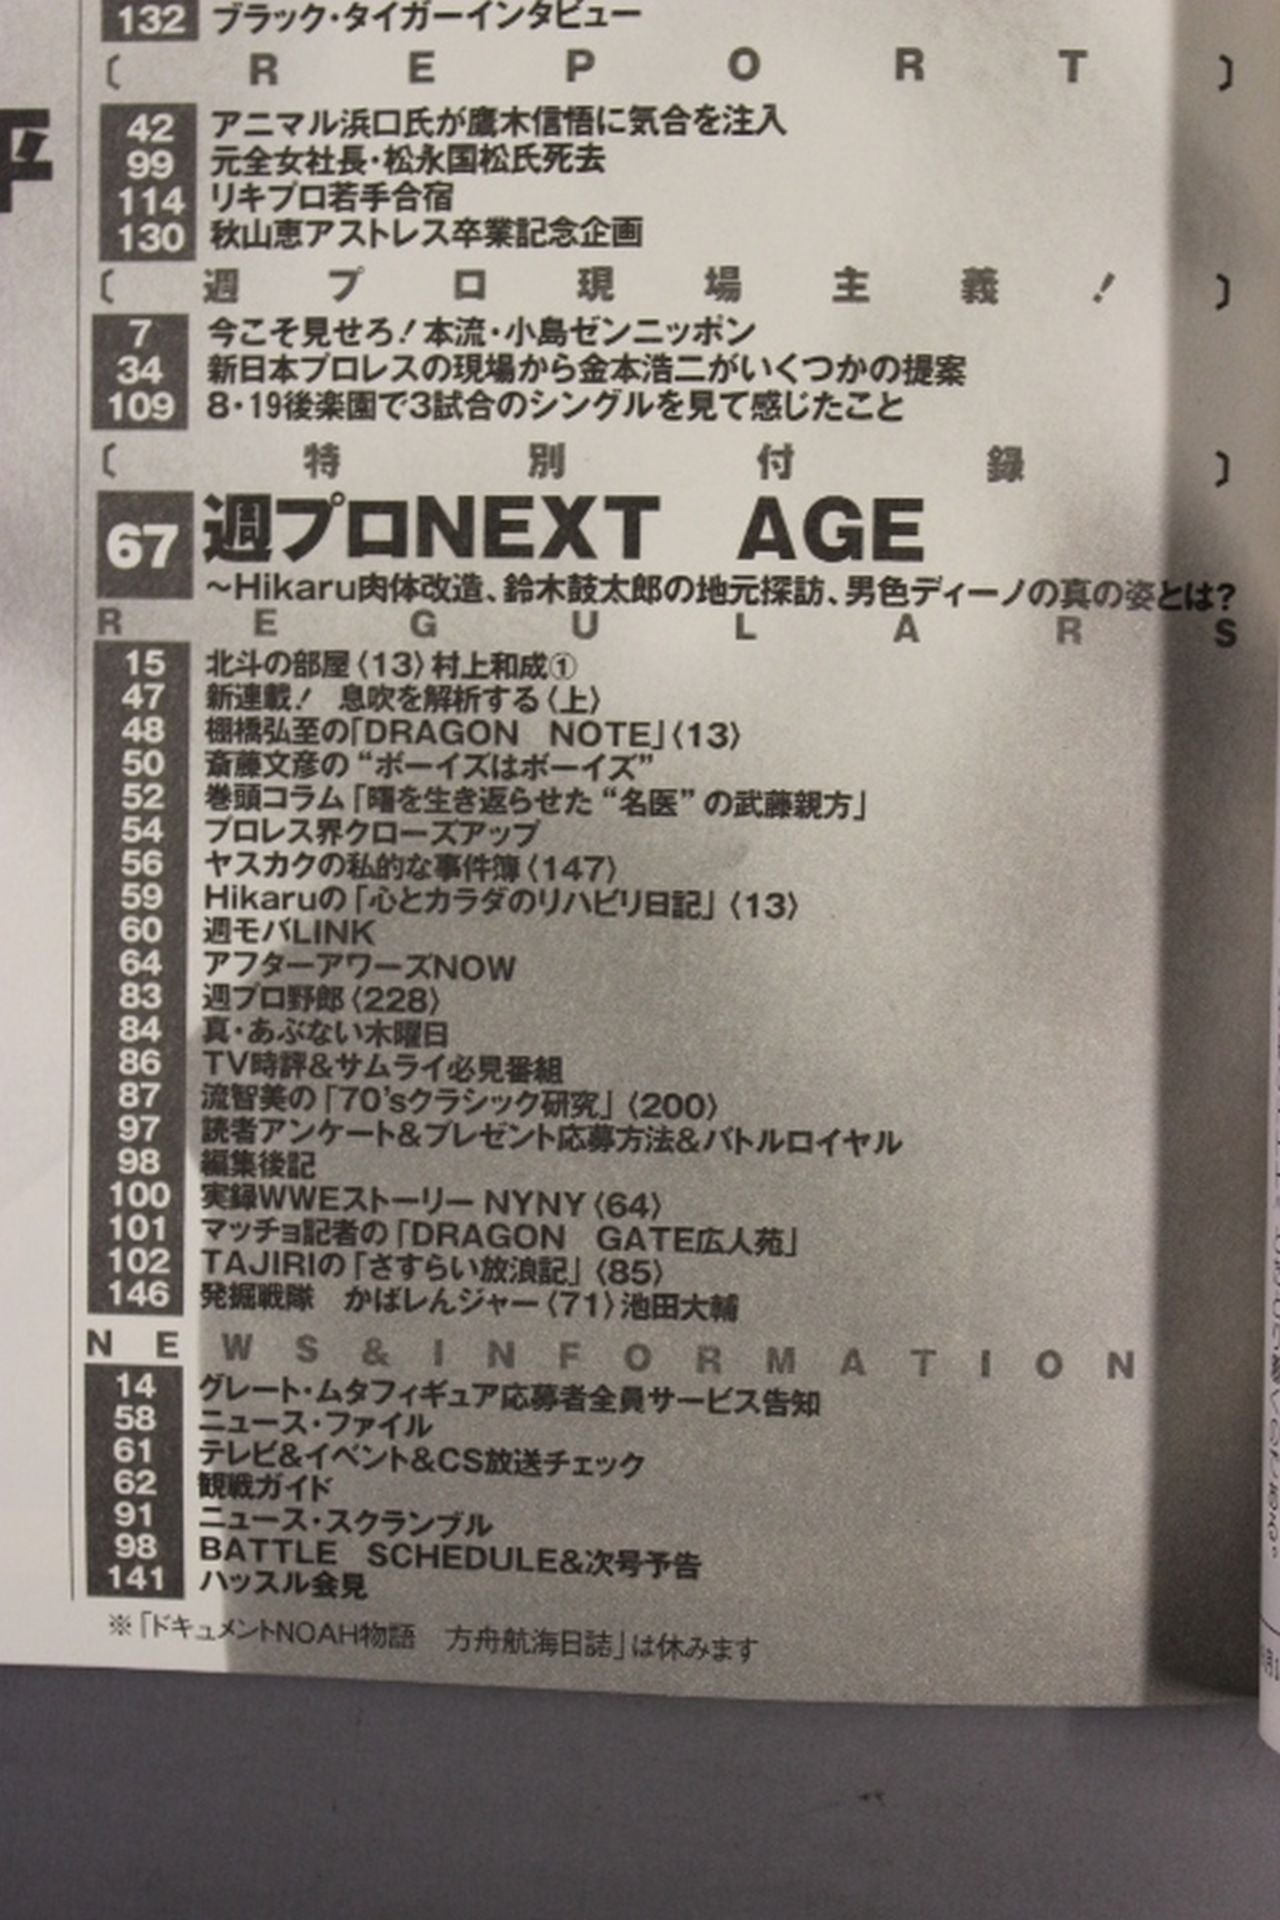 132 ブラック・タイガーインタビュー
〔REPORT〕
42 アニマル浜口氏が鷹木信悟に気合を注入
99 元全女社長・松永国松氏死去
114 リキプロ若手合宿
130 秋山恵アストレス卒業記念企画
〔週プロ現場主義！〕
7 今こそ見せろ！本流・小島ゼンニッポン
34 新日本プロレスの現場から金本浩二がいくつかの提案
109 8・19後楽園で3試合のシングルを見て感じたこと
〔特別付録〕
67 週プロNEXT AGE
〜Hikaru肉体改造、鈴木鼓太郎の地元探訪、男色ディーノの真の姿とは?
REGULARS
15 北斗の部屋〈13〉村上和成①
47 新連載！ 息吹を解析する〈上〉
48 棚橋弘至の「DRAGON NOTE」〈13〉
50 斎藤文彦の“ボーイズはボーイズ”
52 巻頭コラム「曙を生き返らせた“名医”の武藤親方」
54 プロレス界クローズアップ
56 ヤスカクの私的な事件簿〈147〉
59 Hikaruの「心とカラダのリハビリ日記」〈13〉
60 週モバLINK
64 アフターアワーズNOW
83 週プロ野郎〈228〉
84 真・あぶない木曜日
86 TV時評&サムライ必見番組
87 流智美の「70'sクラシック研究」〈200〉
97 読者アンケート&プレゼント応募方法&バトルロイヤル
98 編集後記
100 実録WWEストーリー NYNY〈64〉
101 マッチョ記者の「DRAGON GATE広人苑」
102 TAJIRIの「さすらい放浪記」〈85〉
146 発掘戦隊 かばレんジャー〈71〉池田大輔
NEWS&INFORMATION
14 グレート・ムタフィギュア応募者全員サービス告知
58 ニュース・ファイル
61 テレビ&イベント&CS放送チェック
62 観戦ガイド
91 ニュース・スクランブル
98 BATTLE SCHEDULE&次号予告
141 ハッスル会見
※「ドキュメントNOAH物語 方舟航海日誌」は休みます